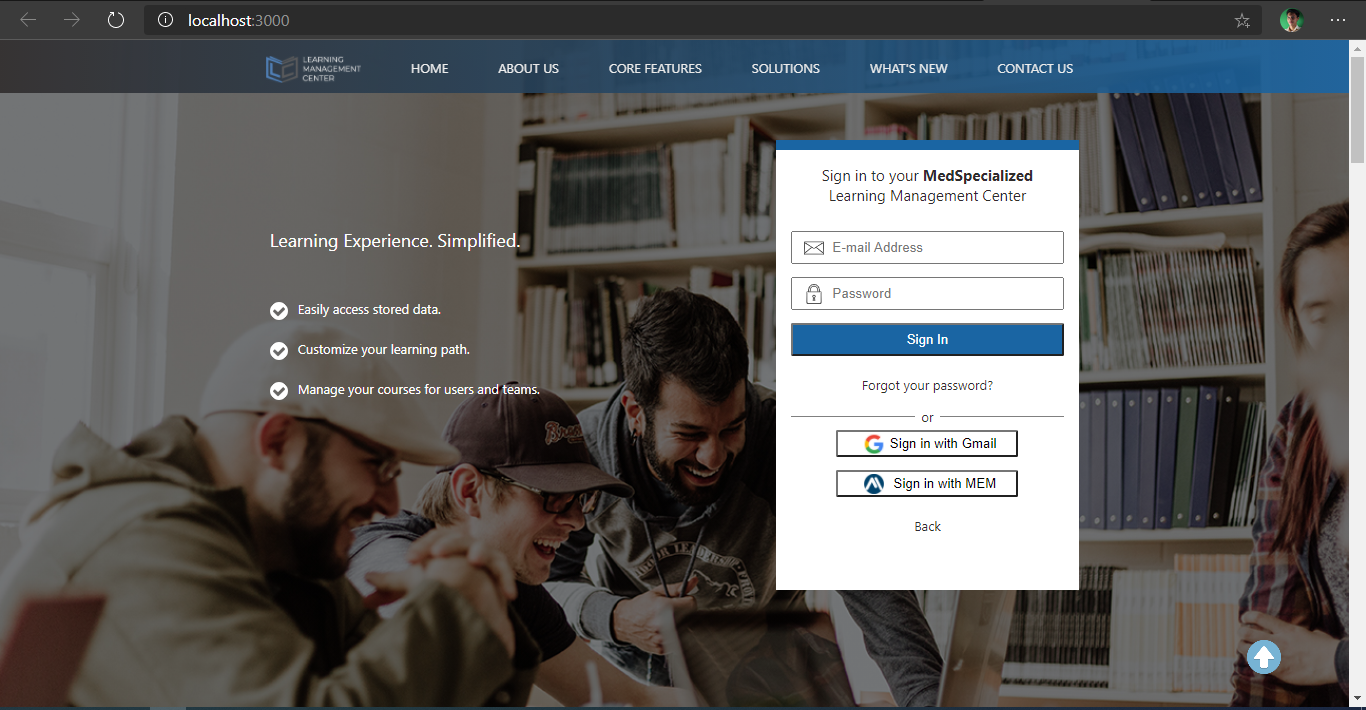 localhost:3000
LEARNING
MANAGEMENT
CENTER
HOME ABOUT US CORE FEATURES SOLUTIONS WHAT'S NEW CONTACT US
Learning Experience. Simplified.
Easily access stored data.
Customize your learning path.
Manage your courses for users and teams.
Sign in to your MedSpecialized
Learning Management Center
E-mail Address
Password
Sign In
Forgot your password?
or
Sign in with Gmail
Sign in with MEM
Back